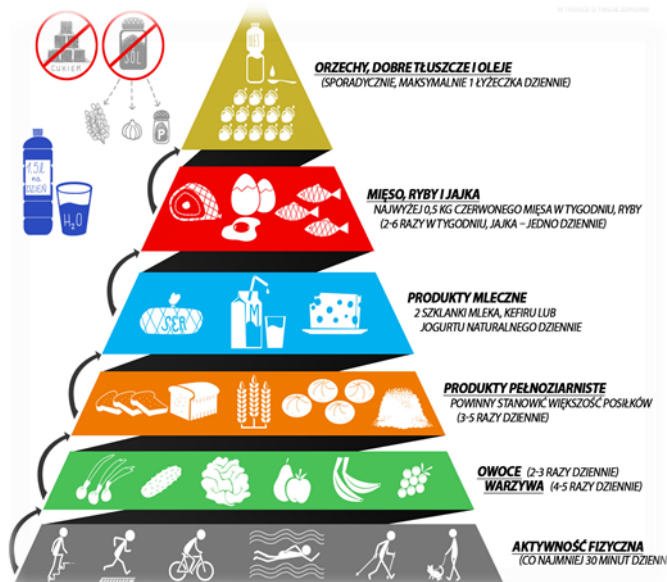 CUKIER
SÓL
P
1,5l
na
DZIEŃ
H₂O
OLEJ
ORZECHY, DOBRE TŁUSZCZE I OLEJE
(SPORADYCZNIE, MAKSYMALNIE 1 ŁYŻECZKA DZIENNIE)
MIĘSO, RYBY I JAJKA
NAJWYŻEJ 0,5 KG CZERWONEGO MIĘSA W TYGODNIU, RYBY
(2-6 RAZY W TYGODNIU, JAJKA – JEDNO DZIENNIE)
SER
M
PRODUKTY MLECZNE
2 SZKLANKI MLEKA, KEFIRU LUB
JOGURTU NATURALNEGO DZIENNIE
PRODUKTY PEŁNOZIARNISTE
POWINNY STANOWIĆ WIĘKSZOŚĆ POSIŁKÓW
(3-5 RAZY DZIENNIE)
OWOCE (2-3 RAZY DZIENNIE)
WARZYWA (4-5 RAZY DZIENNIE)
AKTYWNOŚĆ FIZYCZNA
(CO NAJMNIEJ 30 MINUT DZIENN